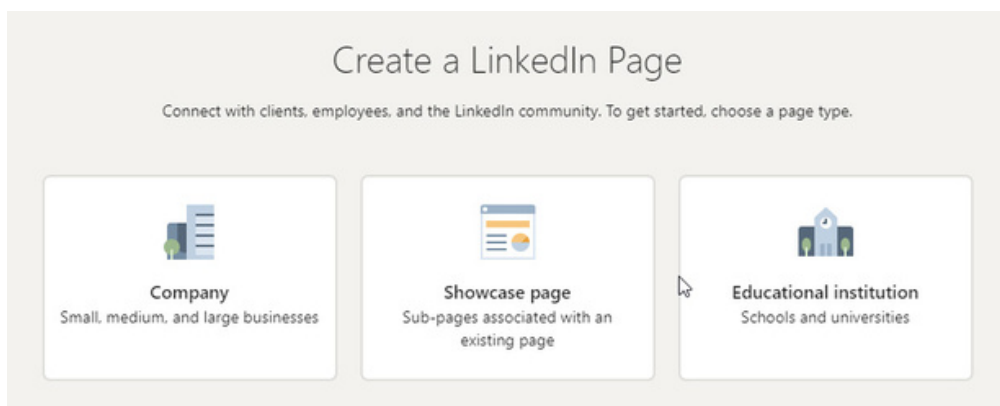 Create a LinkedIn Page
Connect with clients, employees, and the LinkedIn community. To get started, choose a page type.
Company
Small, medium, and large businesses
Showcase page
Sub-pages associated with an
existing page
Educational institution
Schools and universities